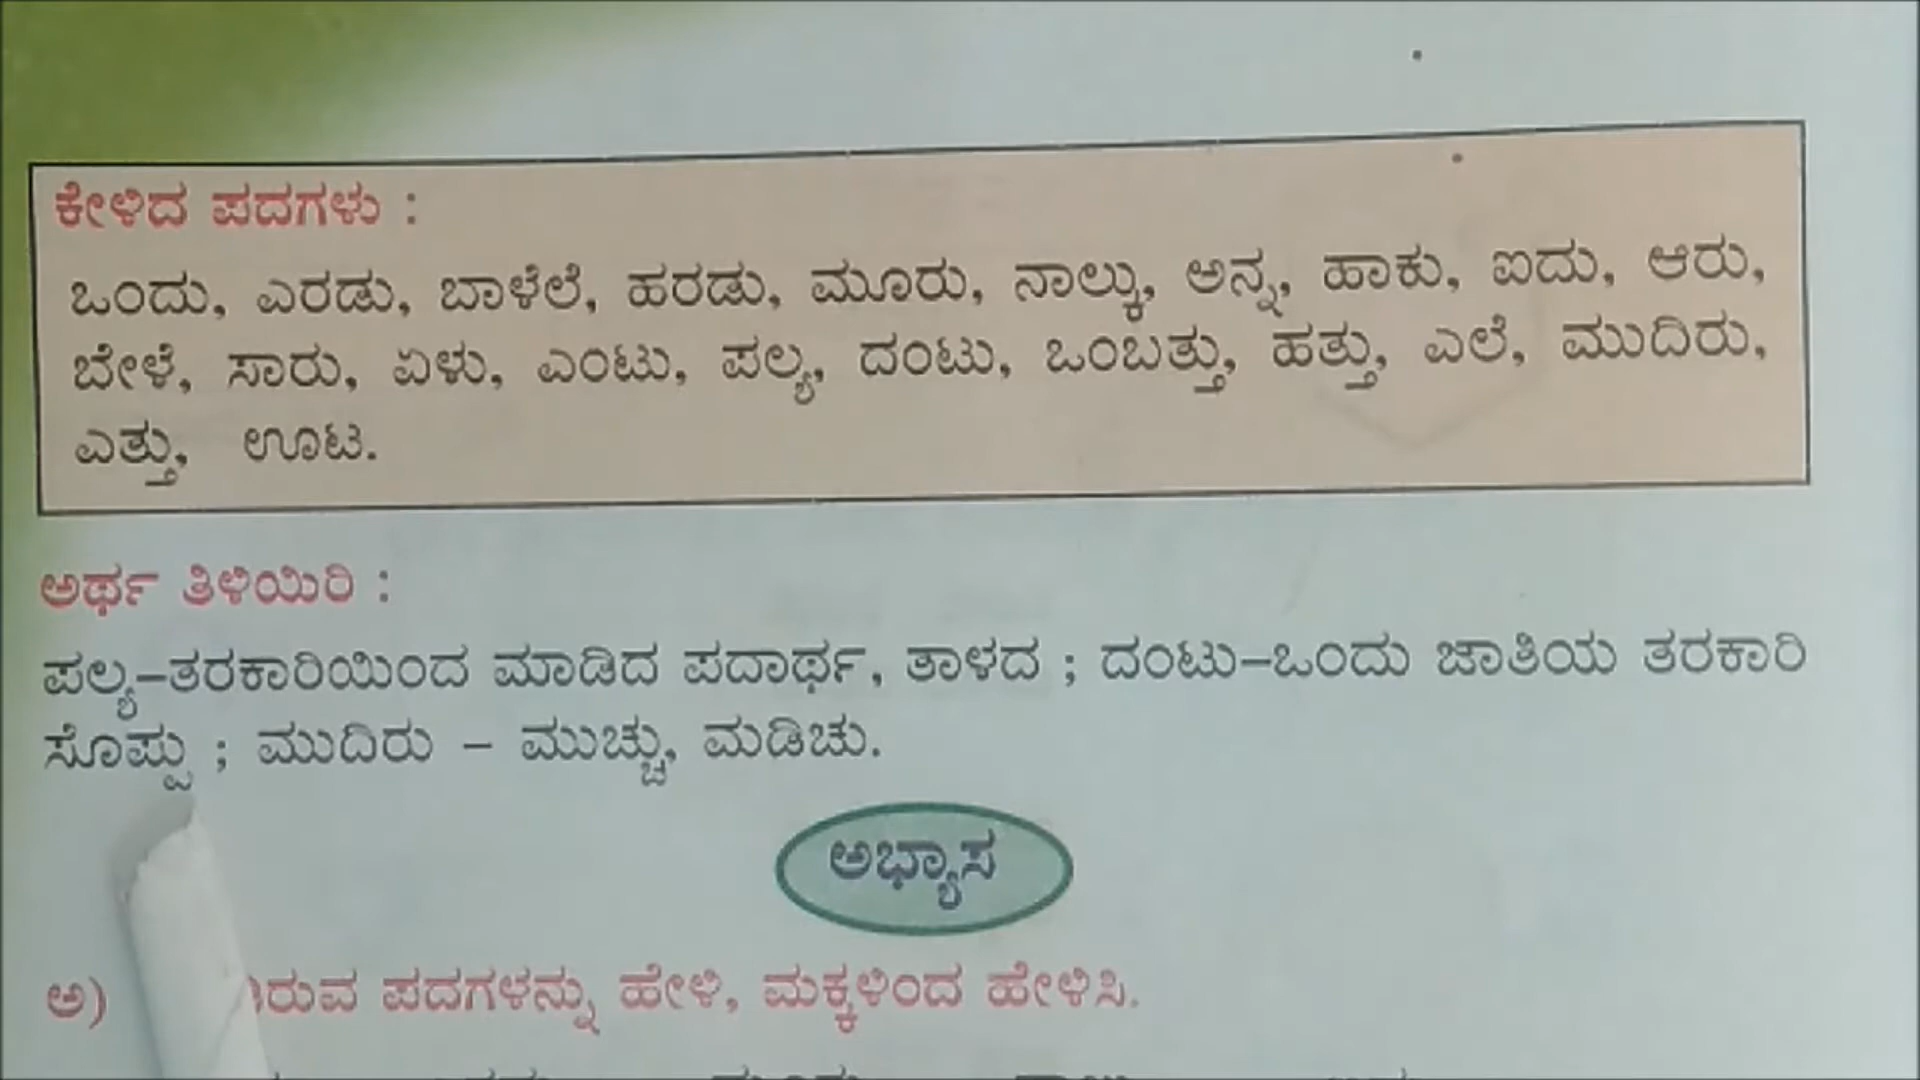 ಕೇಳಿದ ಪದಗಳು :
ಒಂದು, ಎರಡು, ಬಾಳೆಲೆ, ಹರಡು, ಮೂರು, ನಾಲ್ಕು, ಅನ್ನ, ಹಾಕು, ಐದು, ಆರು,
ಬೇಳೆ, ಸಾರು, ಏಳು, ಎಂಟು, ಪಲ್ಯ, ದಂಟು, ಒಂಬತ್ತು, ಹತ್ತು, ಎಲೆ, ಮುದಿರು,
ಎತ್ತು, ಊಟ.
ಅರ್ಥ ತಿಳಿಯಿರಿ :
ಪಲ್ಯ-ತರಕಾರಿಯಿಂದ ಮಾಡಿದ ಪದಾರ್ಥ, ತಾಳದ ; ದಂಟು-ಒಂದು ಜಾತಿಯ ತರಕಾರಿ
ಸೊಪ್ಪು ; ಮುದಿರು - ಮುಚ್ಚು, ಮಡಿಚು.
ಅಭ್ಯಾಸ
ಅ) ಪದಗಳನ್ನು ಹೇಳಿ, ಮಕ್ಕಳಿಂದ ಹೇಳಿಸಿ.